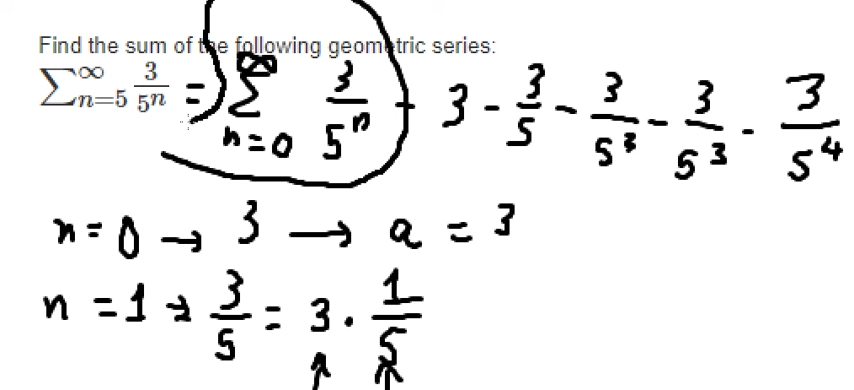 Find the sum of the following geometric series:
∑_{n=5}^{∞} 3/5^n = ∑_{n=0}^{∞} 3/5^n - 3 - 3/5 - 3/5^3 - 3/5^3 - 3/5^4
n = 0 → 3 → a = 3
n = 1 → 3/5 = 3 · 1/5